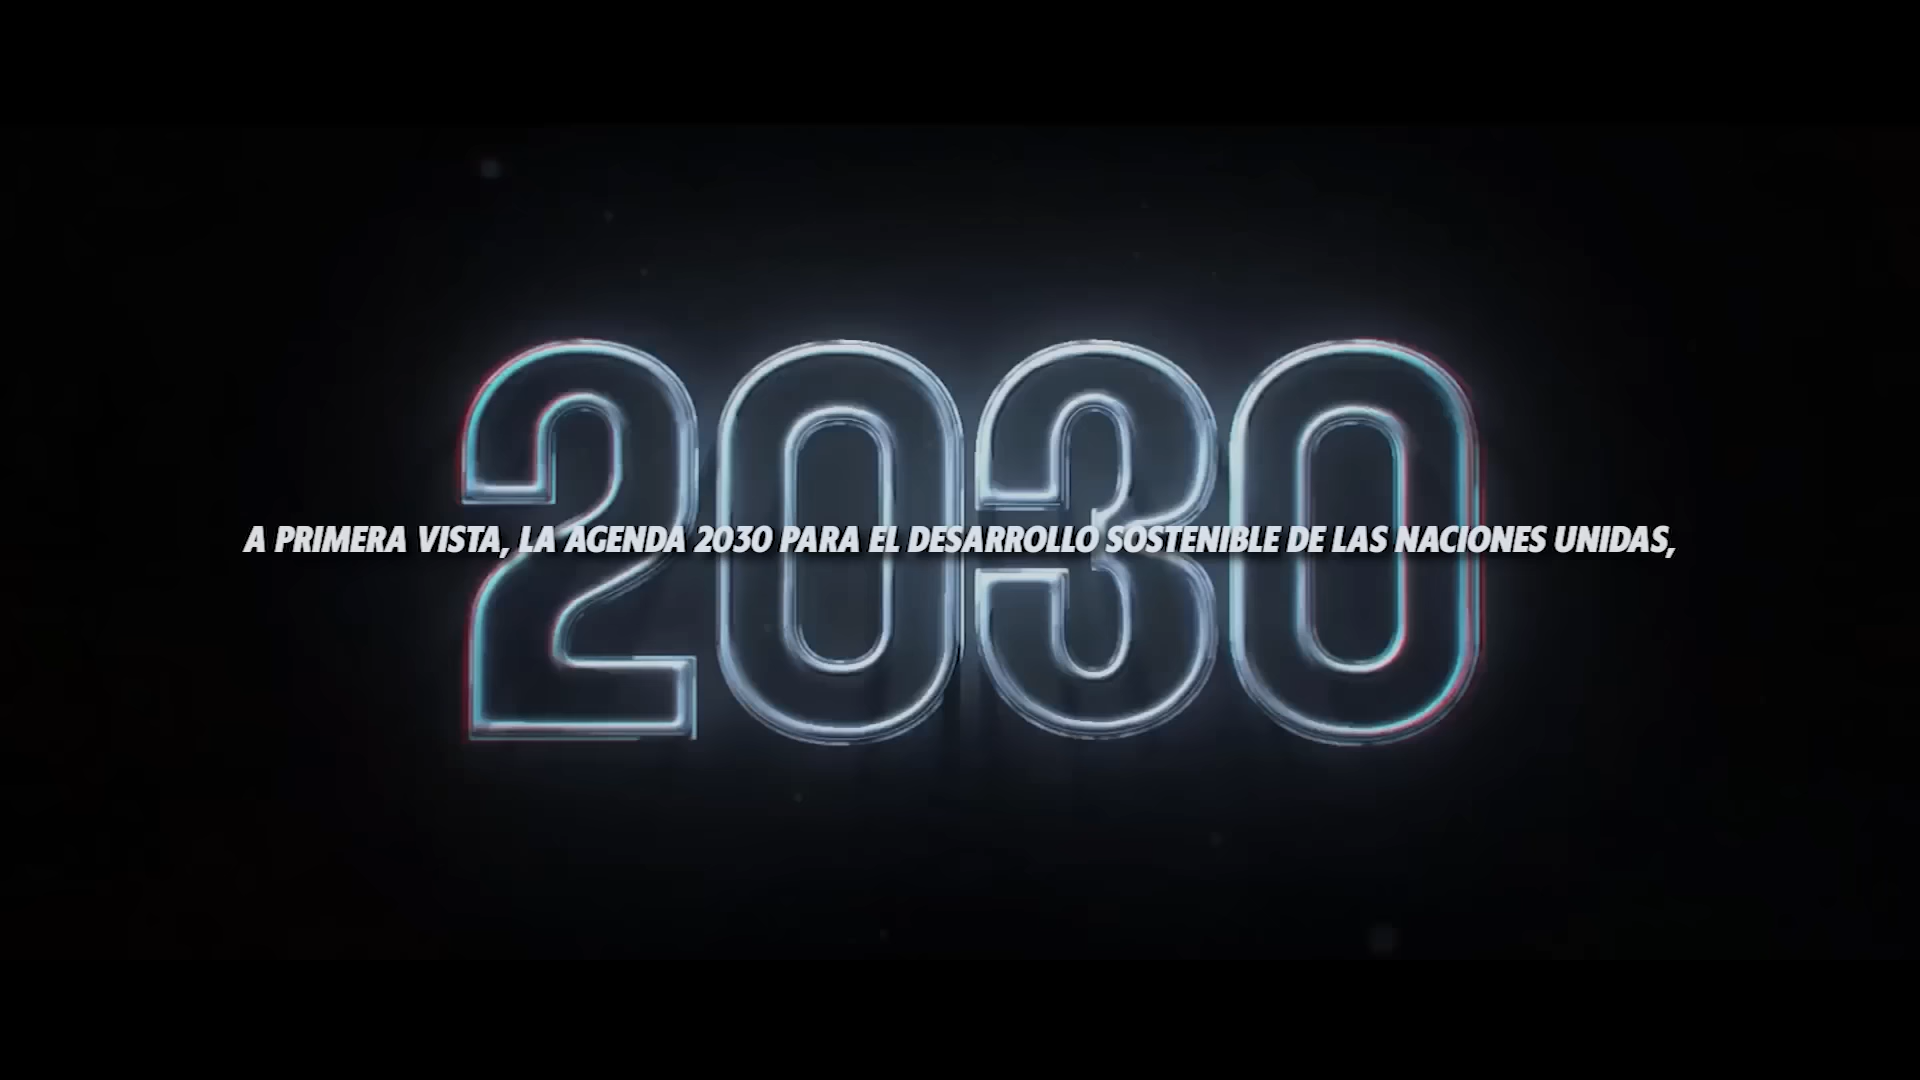 2030
A PRIMERA VISTA, LA AGENDA 2030 PARA EL DESARROLLO SOSTENIBLE DE LAS NACIONES UNIDAS,